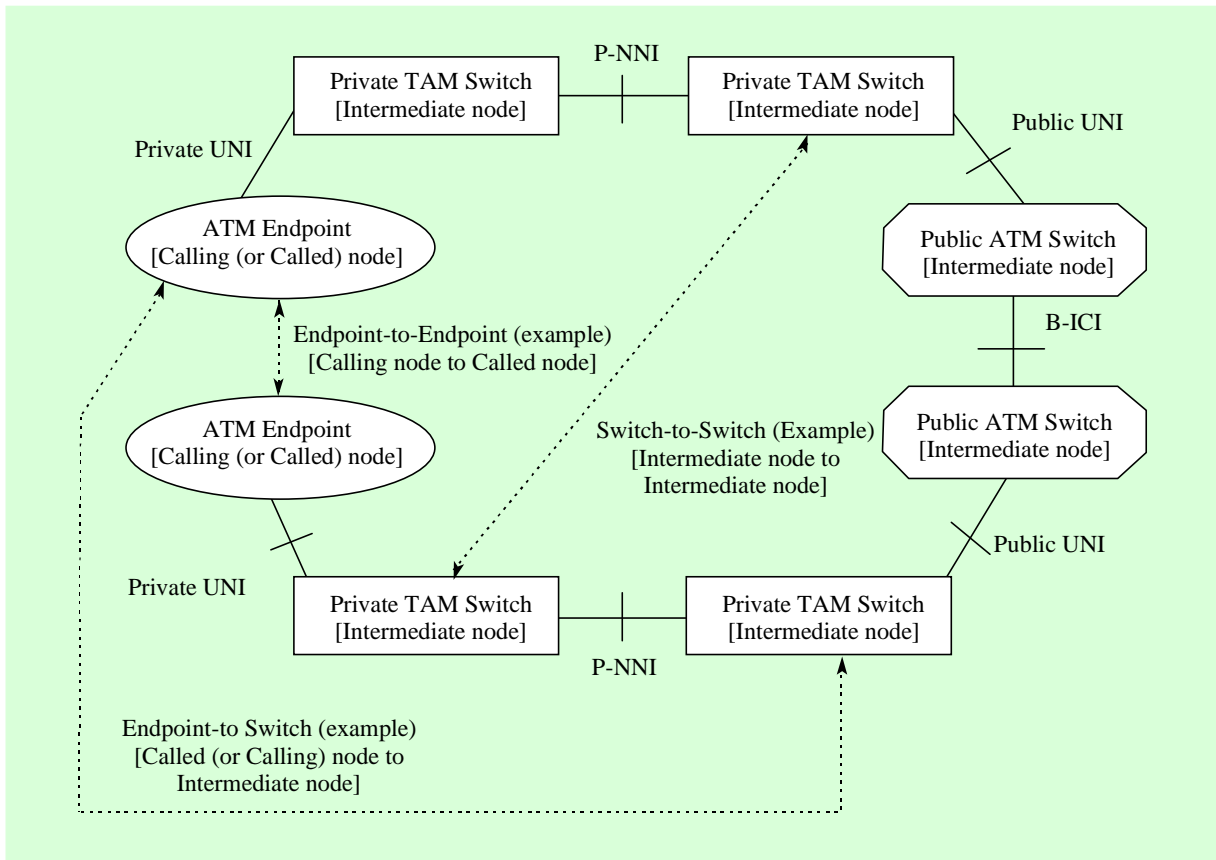 P-NNI
Private TAM Switch
[Intermediate node]
Private TAM Switch
[Intermediate node]
Public UNI
Private UNI
ATM Endpoint
[Calling (or Called) node]
Public ATM Switch
[Intermediate node]
B-ICI
Endpoint-to-Endpoint (example)
[Calling node to Called node]
ATM Endpoint
[Calling (or Called) node]
Switch-to-Switch (Example)
[Intermediate node to
Intermediate node]
Public ATM Switch
[Intermediate node]
Public UNI
Private UNI
Private TAM Switch
[Intermediate node]
Private TAM Switch
[Intermediate node]
P-NNI
Endpoint-to Switch (example)
[Called (or Calling) node to
Intermediate node]